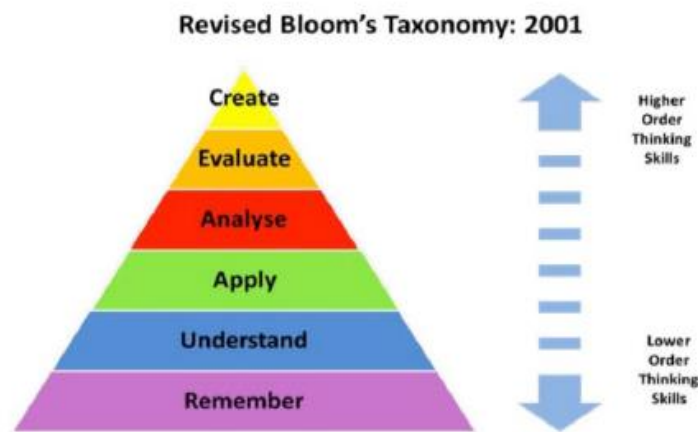 Revised Bloom's Taxonomy: 2001
Create
Evaluate
Analyse
Apply
Understand
Remember
Higher
Order
Thinking
Skills
Lower
Order
Thinking
Skills